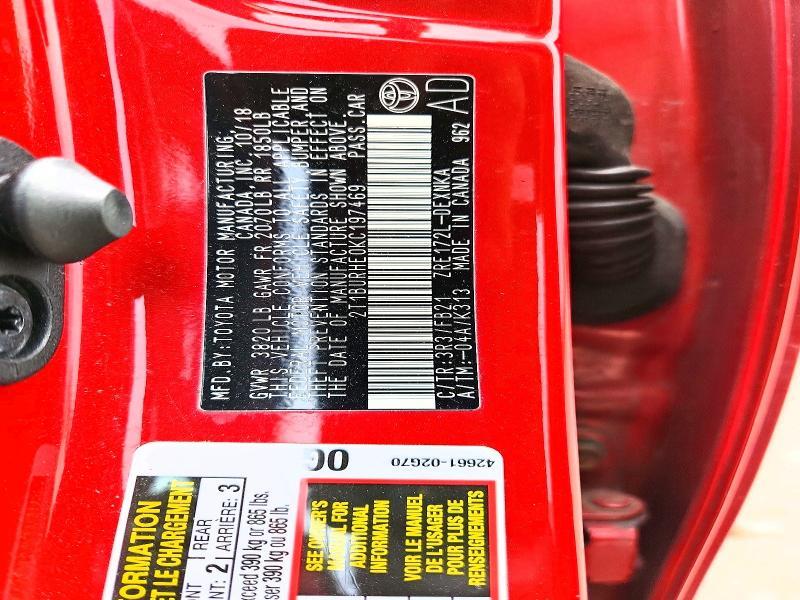 MFD.BY:TOYOTA MOTOR MANUFACTURING
CANADA, INC. 10/18
GVWR 3820 LB GAWR FR 2020LB RR 1850LB
THIS VEHICLE CONFORMS TO ALL APPLICABLE
FEDERAL MOTOR VEHICLE SAFETY, BUMPER, AND
THEFT PREVENTION STANDARDS IN EFFECT ON
THE DATE OF MANUFACTURE SHOWN ABOVE.
2T1BURHE0KC197469 PASS.CAR
C/TR:3R3/FB21 ZRE172L-DEXNKA AD
A/TM:-04A/K313 MADE IN CANADA 962
ET LE CHARGEMENT
REAR
2 ARRIÈRE: 3
390 kg or 865 lbs.
390 kg ou 865 lb.
42661-02G70
SEE OWNER'S
MANUAL FOR
ADDITIONAL
INFORMATION
VOIR LE MANUEL
DE L'USAGER
POUR PLUS DE
RENSEIGNEMENTS